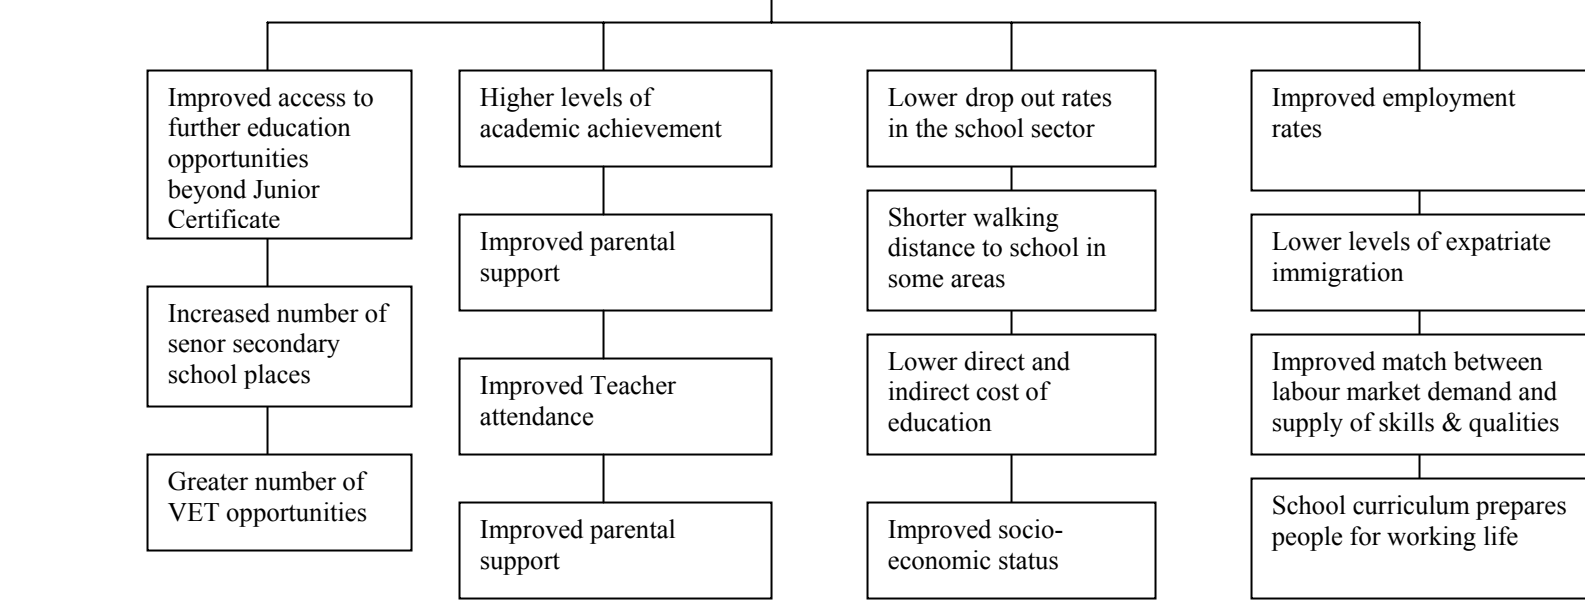 Improved access to
further education
opportunities
beyond Junior
Certificate
Increased number of
senor secondary
school places
Greater number of
VET opportunities
Higher levels of
academic achievement
Improved parental
support
Improved Teacher
attendance
Improved parental
support
Lower drop out rates
in the school sector
Shorter walking
distance to school in
some areas
Lower direct and
indirect cost of
education
Improved socio-
economic status
Improved employment
rates
Lower levels of expatriate
immigration
Improved match between
labour market demand and
supply of skills & qualities
School curriculum prepares
people for working life